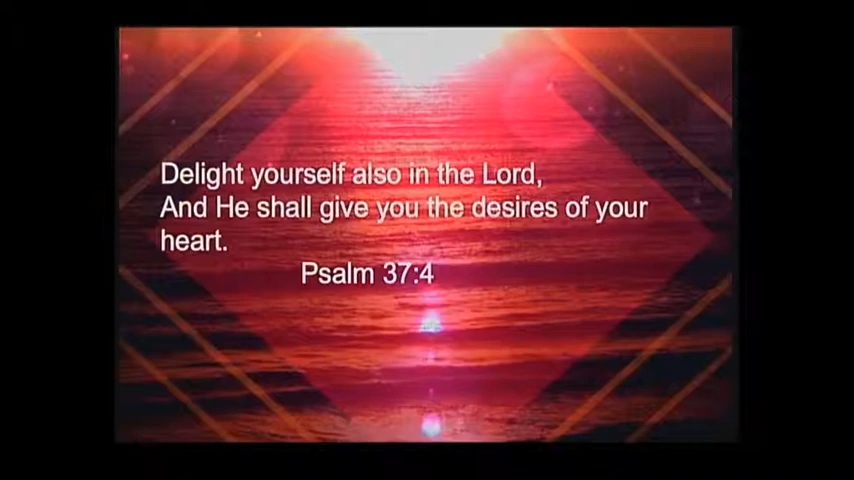 Delight yourself also in the Lord,
And He shall give you the desires of your
heart.
Psalm 37:4